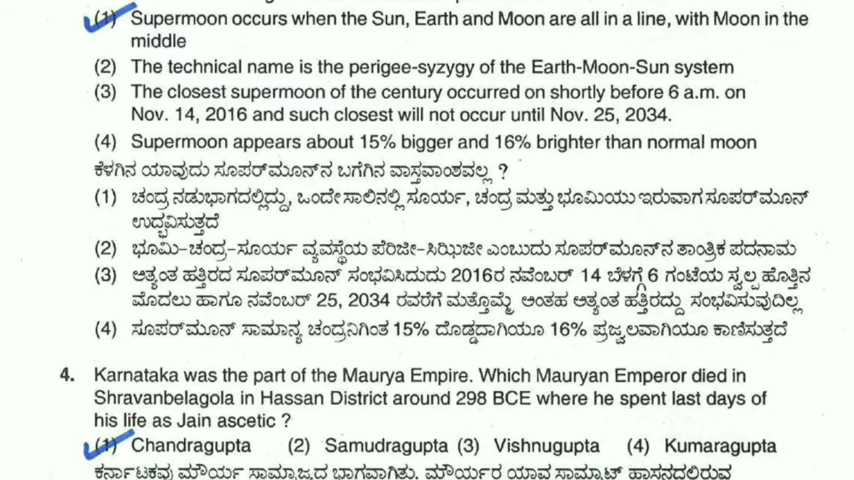 (1) Supermoon occurs when the Sun, Earth and Moon are all in a line, with Moon in the
middle
(2) The technical name is the perigee-syzygy of the Earth-Moon-Sun system
(3) The closest supermoon of the century occurred on shortly before 6 a.m. on
Nov. 14, 2016 and such closest will not occur until Nov. 25, 2034.
(4) Supermoon appears about 15% bigger and 16% brighter than normal moon
ಕೆಳಗಿನ ಯಾವುದು ಸೂಪರ್‌ಮೂನ್‌ನ ಬಗೆಗಿನ ವಾಸ್ತವಾಂಶವಲ್ಲ ?
(1) ಚಂದ್ರ ನಡುಭಾಗದಲ್ಲಿದ್ದು, ಒಂದೇ ಸಾಲಿನಲ್ಲಿ ಸೂರ್ಯ, ಚಂದ್ರ ಮತ್ತು ಭೂಮಿಯು ಇರುವಾಗ ಸೂಪರ್‌ಮೂನ್
ಉದ್ಭವಿಸುತ್ತದೆ
(2) ಭೂಮಿ-ಚಂದ್ರ-ಸೂರ್ಯ ವ್ಯವಸ್ಥೆಯ ಪೆರಿಜೀ-ಸಿಝಿಜೀ ಎಂಬುದು ಸೂಪರ್‌ಮೂನ್‌ನ ತಾಂತ್ರಿಕ ಪದನಾಮ
(3) ಅತ್ಯಂತ ಹತ್ತಿರದ ಸೂಪರ್‌ಮೂನ್ ಸಂಭವಿಸಿದುದು 2016ರ ನವೆಂಬರ್ 14 ಬೆಳಗ್ಗೆ 6 ಗಂಟೆಯ ಸ್ವಲ್ಪ ಹೊತ್ತಿನ
ಮೊದಲು ಹಾಗೂ ನವೆಂಬರ್ 25, 2034 ರವರೆಗೆ ಮತ್ತೊಮ್ಮೆ ಅಂತಹ ಅತ್ಯಂತ ಹತ್ತಿರದ್ದು ಸಂಭವಿಸುವುದಿಲ್ಲ
(4) ಸೂಪರ್‌ಮೂನ್ ಸಾಮಾನ್ಯ ಚಂದ್ರನಿಗಿಂತ 15% ದೊಡ್ಡದಾಗಿಯೂ 16% ಪ್ರಜ್ವಲವಾಗಿಯೂ ಕಾಣಿಸುತ್ತದೆ
4. Karnataka was the part of the Maurya Empire. Which Mauryan Emperor died in
Shravanbelagola in Hassan District around 298 BCE where he spent last days of
his life as Jain ascetic ?
(1) Chandragupta (2) Samudragupta (3) Vishnugupta (4) Kumaragupta
ಕರ್ನಾಟಕವು ಮೌರ್ಯ ಸಾಮ್ರಾಜ್ಯದ ಭಾಗವಾಗಿತ್ತು. ಮೌರ್ಯರ ಯಾವ ಸಾಮ್ರಾಟ್ ಹಾಸನದಲ್ಲಿರುವ